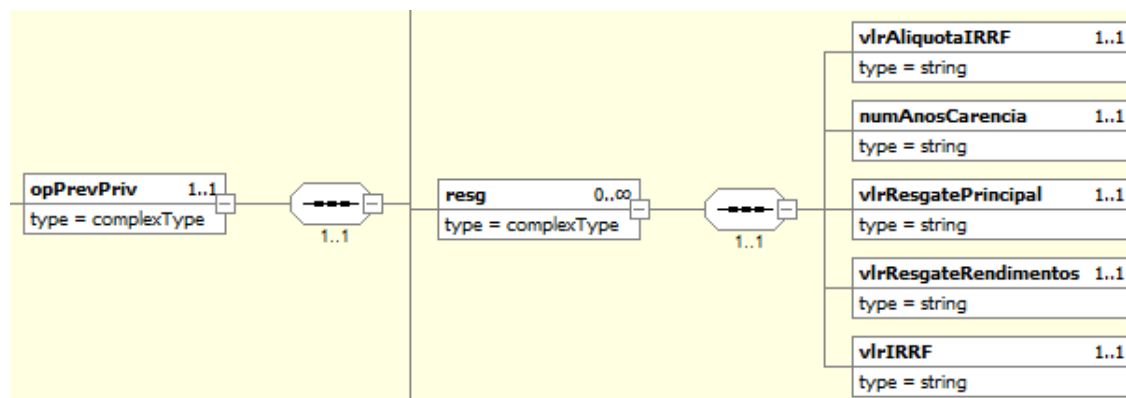 opPrevPriv 1..1
type = complexType
1..1
resg 0..∞
type = complexType
1..1
vlrAliquotaIRRF 1..1
type = string
numAnosCarencia 1..1
type = string
vlrResgatePrincipal 1..1
type = string
vlrResgateRendimentos 1..1
type = string
vlrIRRF 1..1
type = string